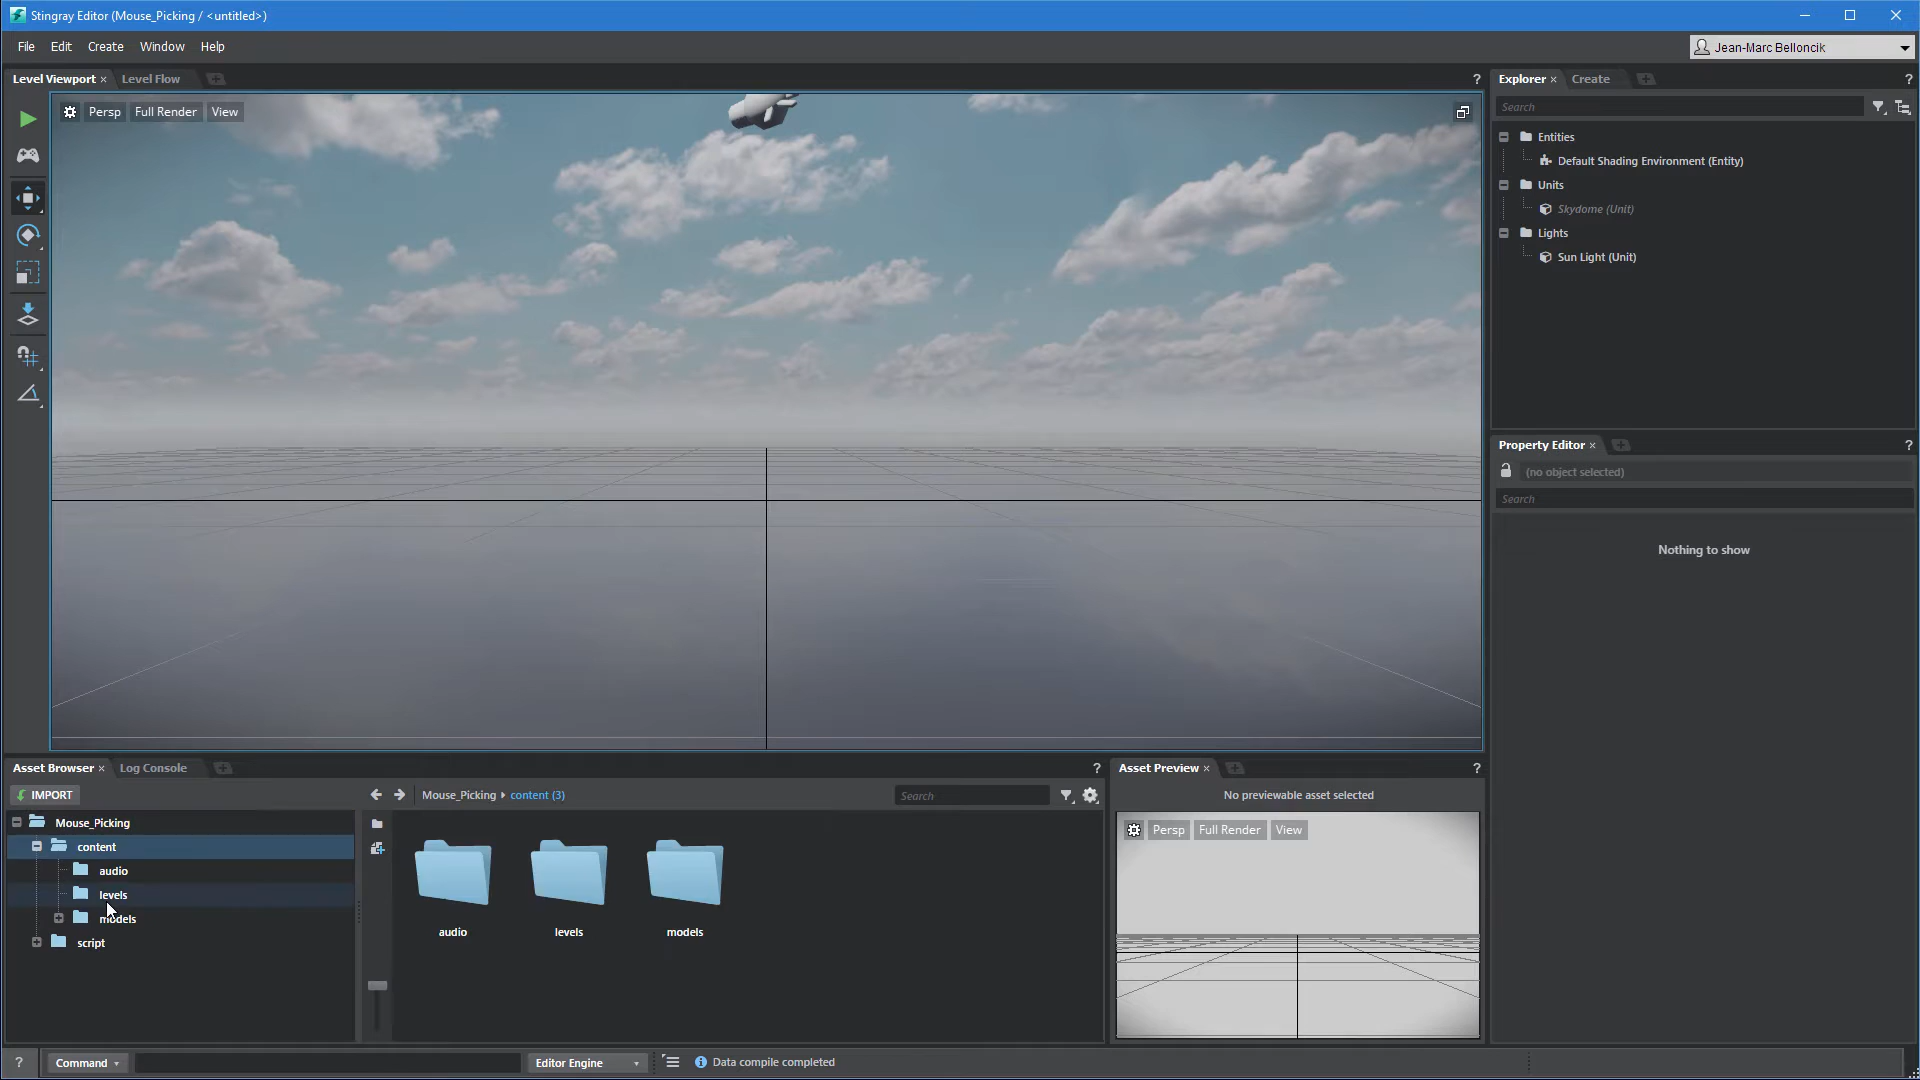 Stingray Editor (Mouse_Picking / <untitled>)
File Edit Create Window Help
Jean-Marc Belloncik
Level Viewport × Level Flow
?
Explorer × Create
?
Persp Full Render View
Search
Entities
Default Shading Environment (Entity)
Units
Skydome (Unit)
Lights
Sun Light (Unit)
Property Editor ×
?
(no object selected)
Search
Nothing to show
Asset Browser × Log Console
?
Asset Preview ×
?
IMPORT
Mouse_Picking content (3)
Search
No previewable asset selected
Mouse_Picking
content
audio
levels
models
script
audio
levels
models
Persp Full Render View
? Command
Editor Engine
Data compile completed